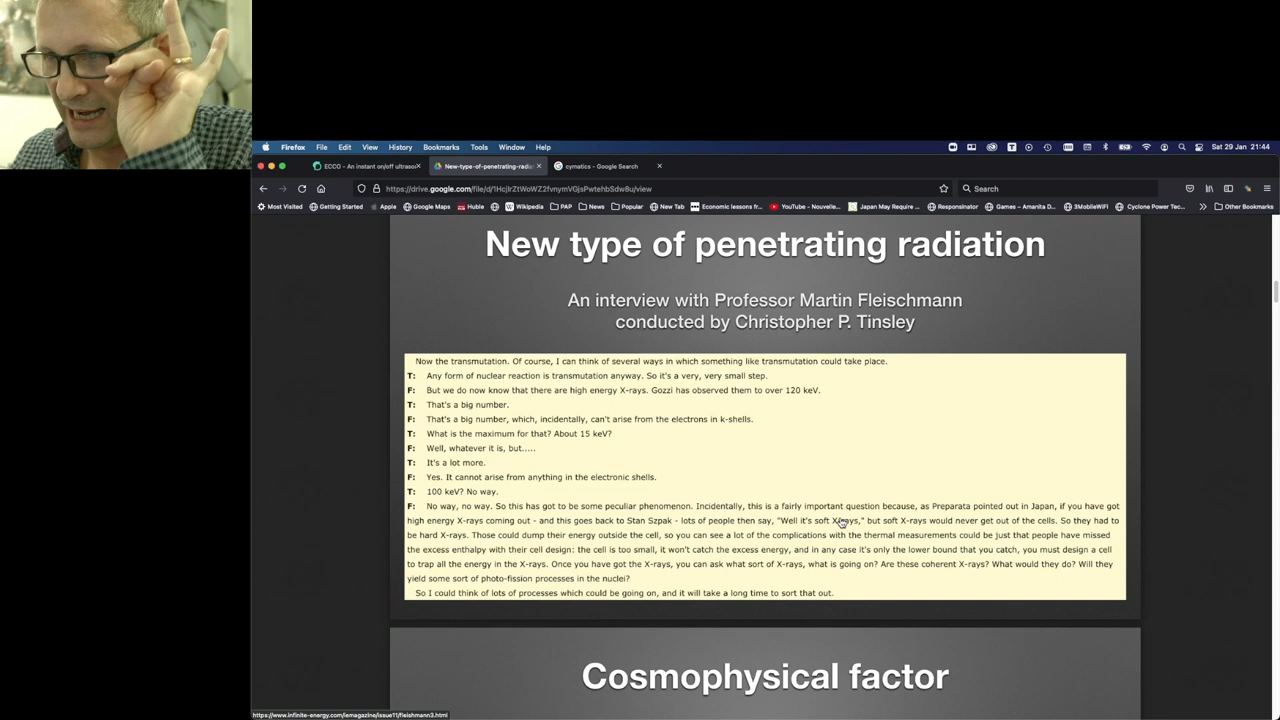 Firefox File Edit View History Bookmarks Tools Window Help Sat 29 Jan 21:44
ECCO - An instant on/off ultrasou New-type-of-penetrating-radia cymatics - Google Search
https://drive.google.com/file/d/1HcjIrZtWoWZ2fvnymVGjsPwtehbSdw8u/view Search
Most Visited Getting Started Apple Google Maps Huble Wikipedia PAP News Popular New Tab Economic lessons fr... YouTube - Nouvelle... Japan May Require ... Responsinator Games – Amanita D... 3MobileWiFi Cyclone Power Tec... Other Bookmarks
New type of penetrating radiation
An interview with Professor Martin Fleischmann
conducted by Christopher P. Tinsley
Now the transmutation. Of course, I can think of several ways in which something like transmutation could take place.
T: Any form of nuclear reaction is transmutation anyway. So it's a very, very small step.
F: But we do now know that there are high energy X-rays. Gozzi has observed them to over 120 keV.
T: That's a big number.
F: That's a big number, which, incidentally, can't arise from the electrons in k-shells.
T: What is the maximum for that? About 15 keV?
F: Well, whatever it is, but.....
T: It's a lot more.
F: Yes. It cannot arise from anything in the electronic shells.
T: 100 keV? No way.
F: No way, no way. So this has got to be some peculiar phenomenon. Incidentally, this is a fairly important question because, as Preparata pointed out in Japan, if you have got
high energy X-rays coming out - and this goes back to Stan Szpak - lots of people then say, "Well it's soft X-rays," but soft X-rays would never get out of the cells. So they had to
be hard X-rays. Those could dump their energy outside the cell, so you can see a lot of the complications with the thermal measurements could be just that people have missed
the excess enthalpy with their cell design: the cell is too small, it won't catch the excess energy, and in any case it's only the lower bound that you catch, you must design a cell
to trap all the energy in the X-rays. Once you have got the X-rays, you can ask what sort of X-rays, what is going on? Are these coherent X-rays? What would they do? Will they
yield some sort of photo-fission processes in the nuclei?
So I could think of lots of processes which could be going on, and it will take a long time to sort that out.
Cosmophysical factor
https://www.infinite-energy.com/iemagazine/issue11/fleishmann3.html